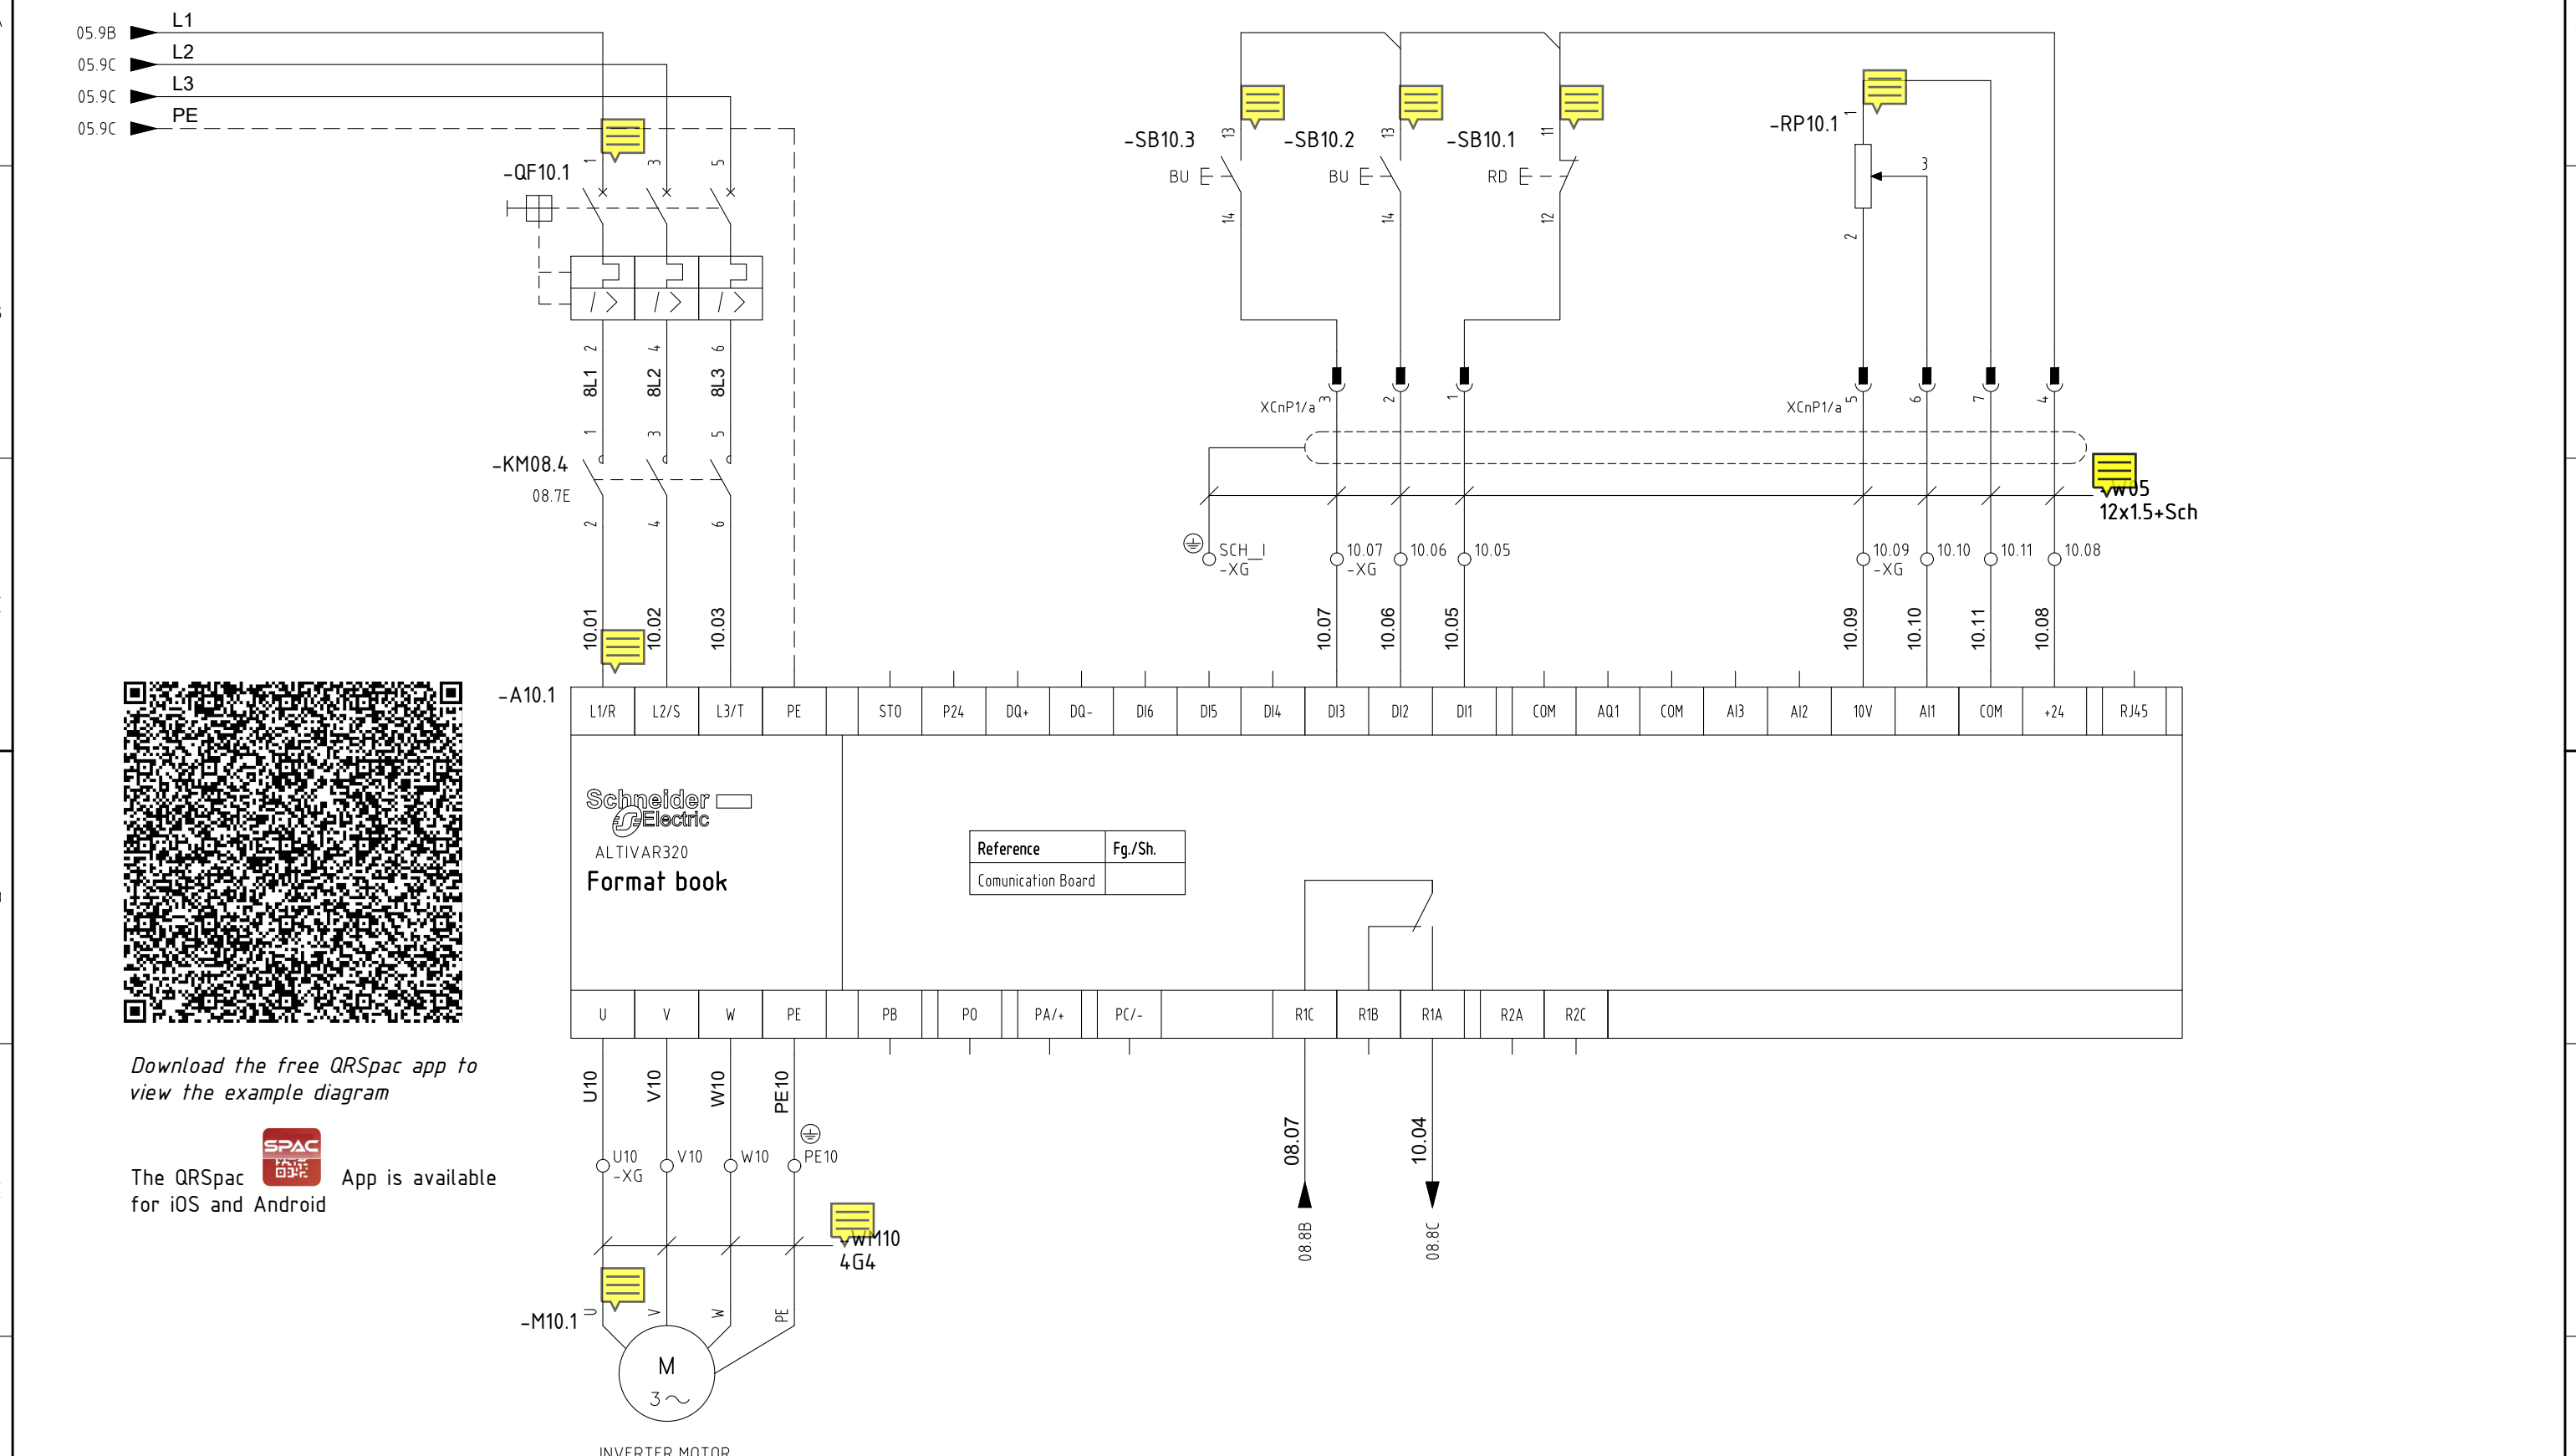 L1
05.9B
L2
05.9C
L3
05.9C
PE
05.9C
-QF10.1
1
3
5
2
4
6
8L1
8L2
8L3
1
3
5
-KM08.4
08.7E
2
4
6
10.01
10.02
10.03
-SB10.3
13
BU
14
-SB10.2
13
BU
14
-SB10.1
11
RD
12
-RP10.1
1
3
2
XCnP1/a
3
2
1
XCnP1/a
5
6
7
4
12x1.5+Sch
SCH_I
-XG
10.07
-XG
10.06
10.05
10.09
-XG
10.10
10.11
10.08
10.07
10.06
10.05
10.09
10.10
10.11
10.08
-A10.1
L1/R
L2/S
L3/T
PE
STO
P24
DQ+
DQ-
DI6
DI5
DI4
DI3
DI2
DI1
COM
AQ1
COM
AI3
AI2
10V
AI1
COM
+24
RJ45
Schneider
Electric
ALTIVAR320
Format book
Reference
Fg./Sh.
Comunication Board
U
V
W
PE
PB
PO
PA/+
PC/-
R1C
R1B
R1A
R2A
R2C
U10
V10
W10
PE10
U10
-XG
V10
W10
PE10
08.07
10.04
08.8B
08.8C
-WM10
4G4
-M10.1
U
V
W
PE
M
3~
INVERTER MOTOR
Download the free QRSpac app to
view the example diagram
SPAC
The QRSpac App is available
for iOS and Android